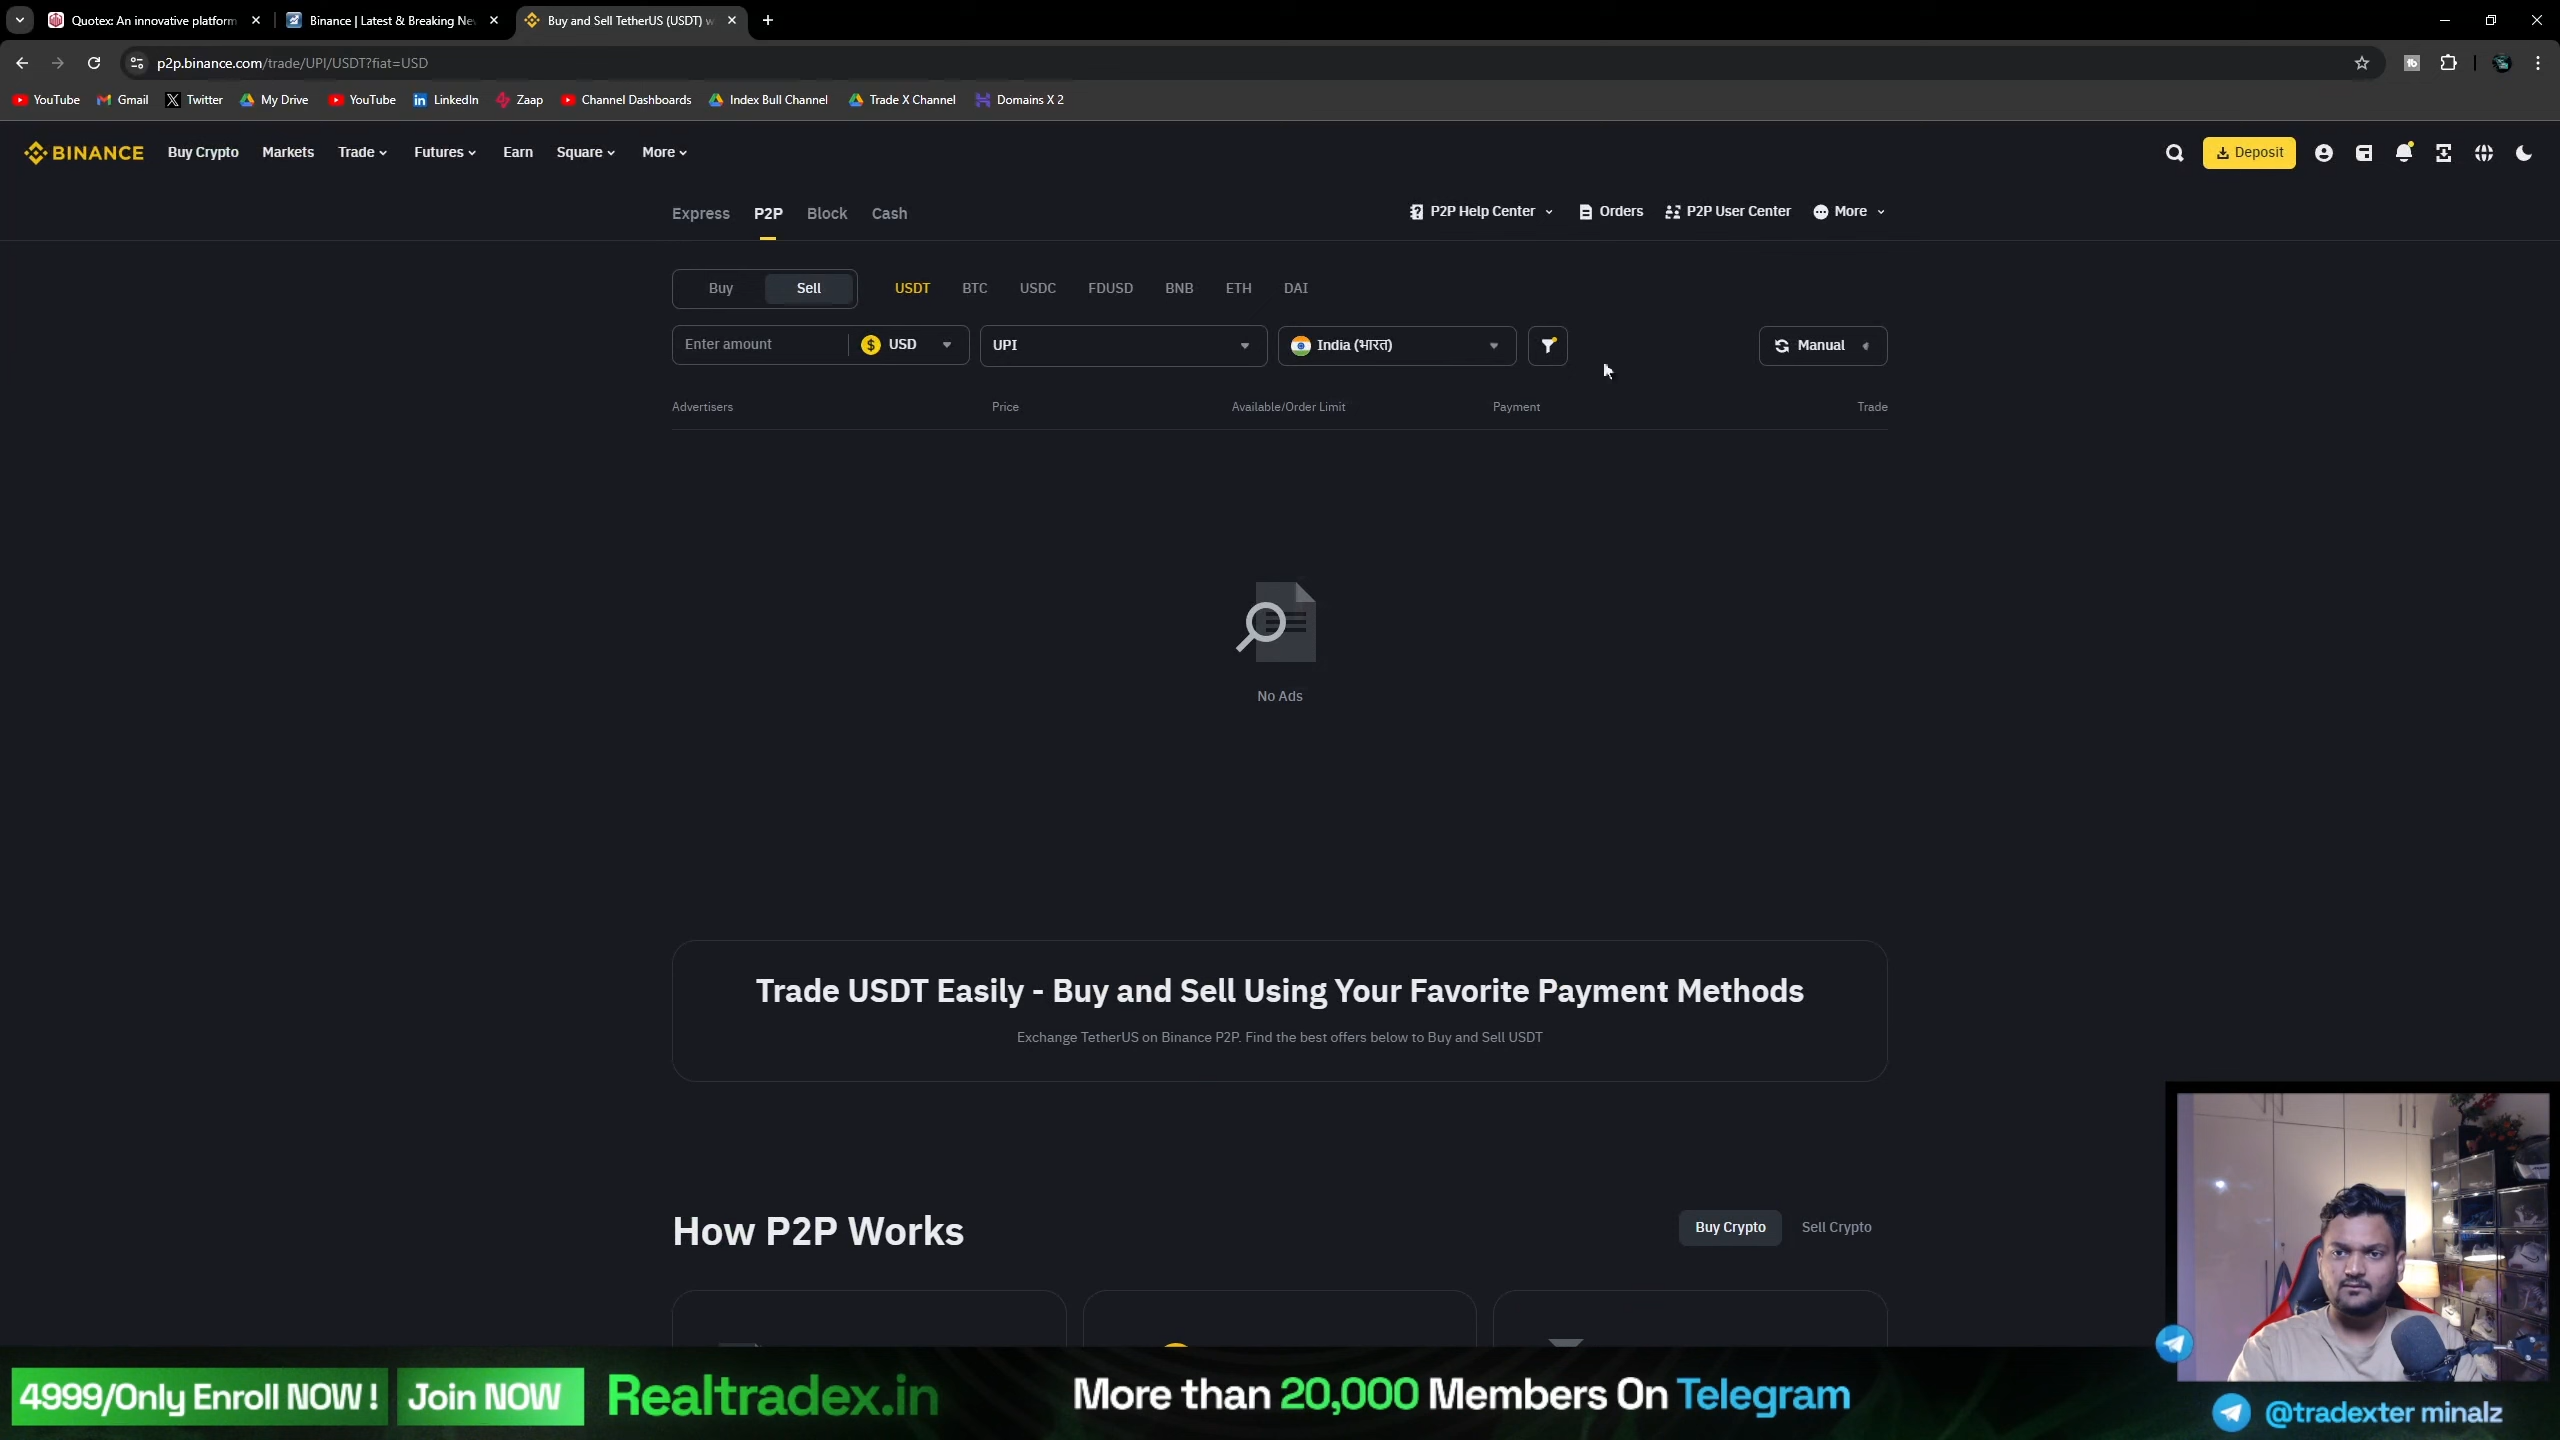 Quotex: An innovative platform
Binance | Latest & Breaking Ne
Buy and Sell TetherUS (USDT) w
p2p.binance.com/trade/UPI/USDT?fiat=USD
YouTube
Gmail
Twitter
My Drive
YouTube
LinkedIn
Zaap
Channel Dashboards
Index Bull Channel
Trade X Channel
Domains X 2
BINANCE
Buy Crypto
Markets
Trade
Futures
Earn
Square
More
Deposit
Express
P2P
Block
Cash
P2P Help Center
Orders
P2P User Center
More
Buy
Sell
USDT
BTC
USDC
FDUSD
BNB
ETH
DAI
Enter amount
USD
UPI
India (भारत)
Manual
Advertisers
Price
Available/Order Limit
Payment
Trade
No Ads
Trade USDT Easily - Buy and Sell Using Your Favorite Payment Methods
Exchange TetherUS on Binance P2P. Find the best offers below to Buy and Sell USDT
How P2P Works
Buy Crypto
Sell Crypto
4999/Only Enroll NOW !
Join NOW
Realtradex.in
More than 20,000 Members On Telegram
@tradexter minalz